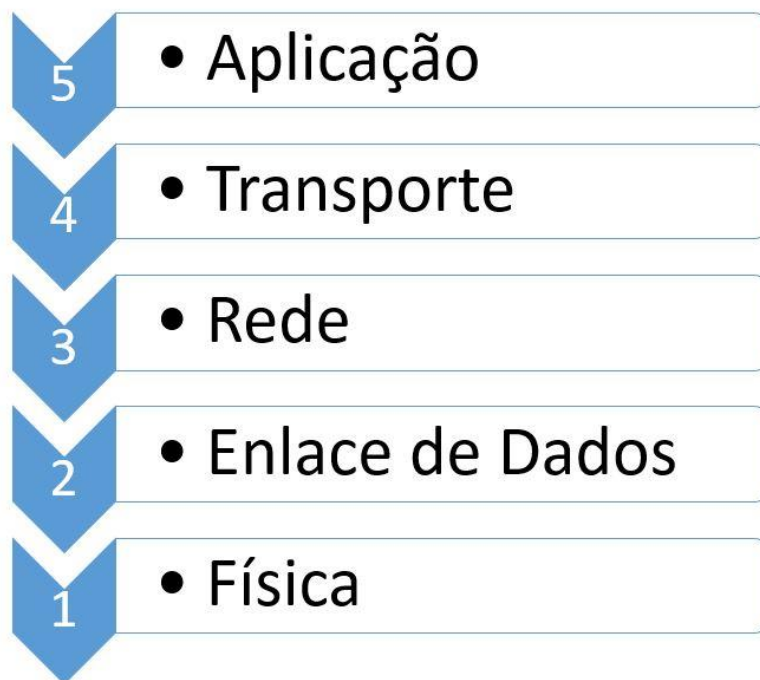 5 • Aplicação
4 • Transporte
3 • Rede
2 • Enlace de Dados
1 • Física